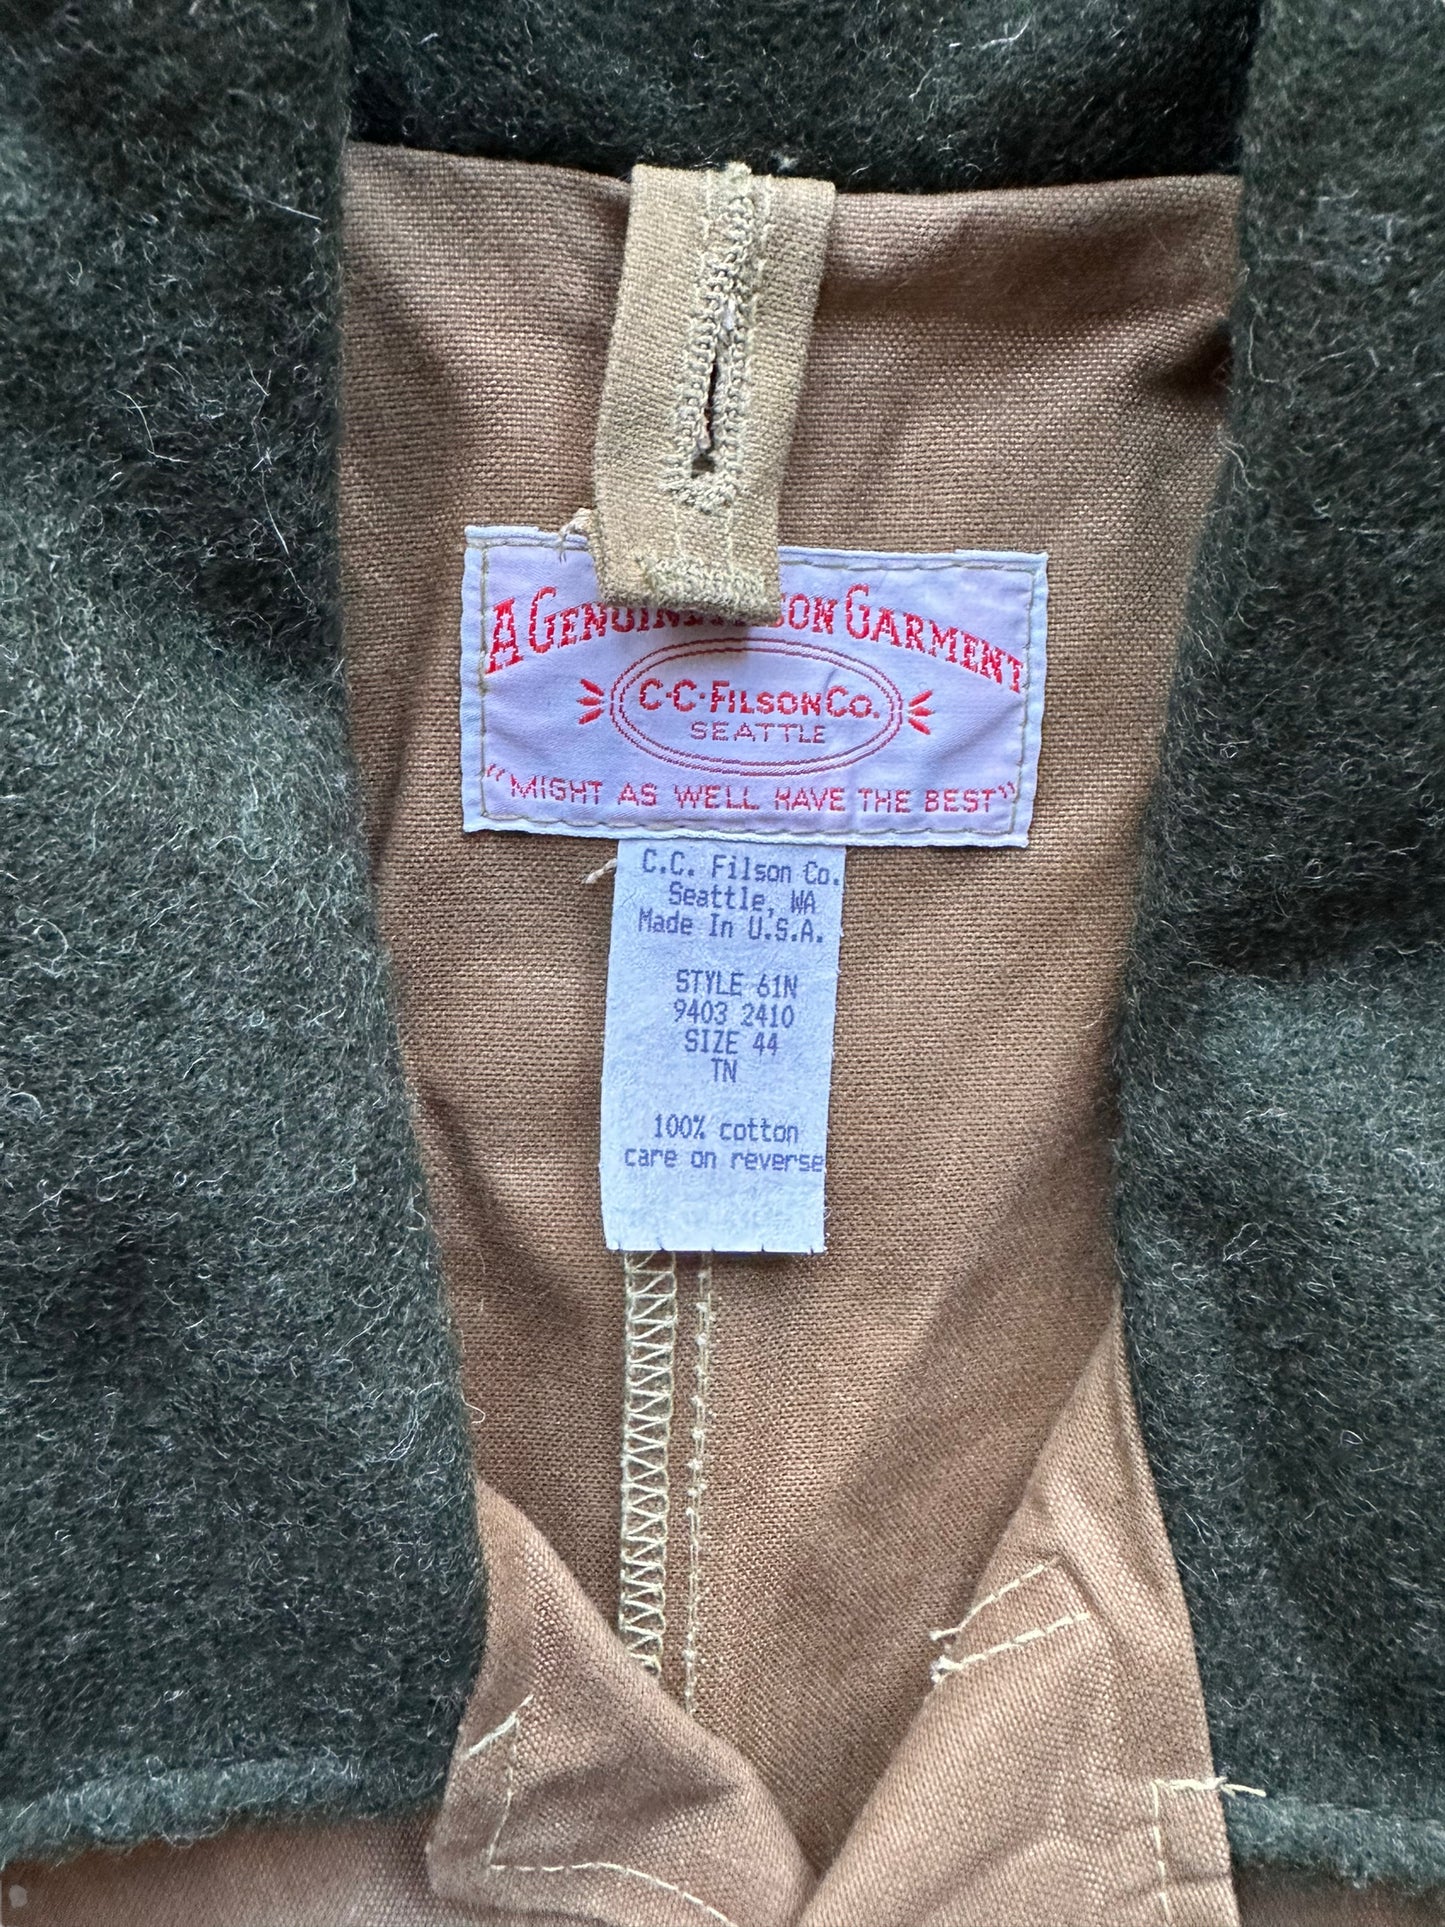 A GENUINE FILSON GARMENT
C·C·FILSON CO.
SEATTLE
"MIGHT AS WELL HAVE THE BEST"
C.C. Filson Co.
Seattle, WA
Made In U.S.A.
STYLE 61N
9403 2410
SIZE 44
TN
100% cotton
care on reverse